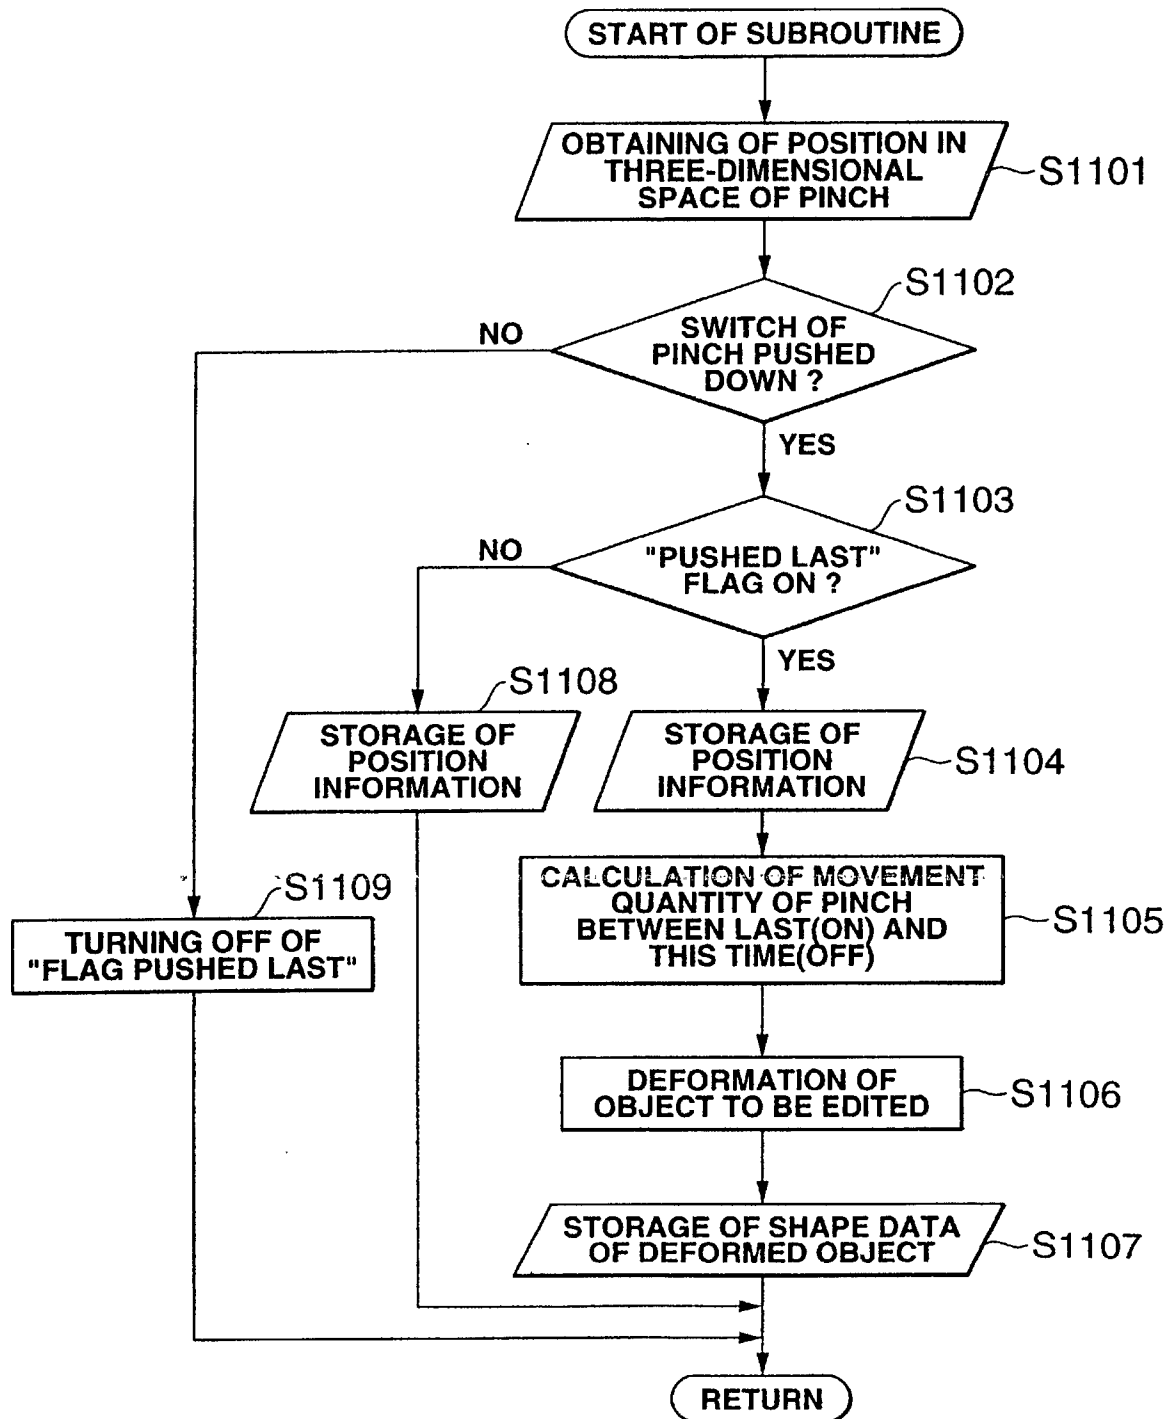 START OF SUBROUTINE
OBTAINING OF POSITION IN
THREE-DIMENSIONAL
SPACE OF PINCH
S1101
S1102
SWITCH OF
PINCH PUSHED
DOWN ?
NO
YES
S1103
"PUSHED LAST"
FLAG ON ?
NO
YES
S1108
STORAGE OF
POSITION
INFORMATION
STORAGE OF
POSITION
INFORMATION
S1104
S1109
TURNING OFF OF
"FLAG PUSHED LAST"
CALCULATION OF MOVEMENT
QUANTITY OF PINCH
BETWEEN LAST(ON) AND
THIS TIME(OFF)
S1105
DEFORMATION OF
OBJECT TO BE EDITED
S1106
STORAGE OF SHAPE DATA
OF DEFORMED OBJECT
S1107
RETURN